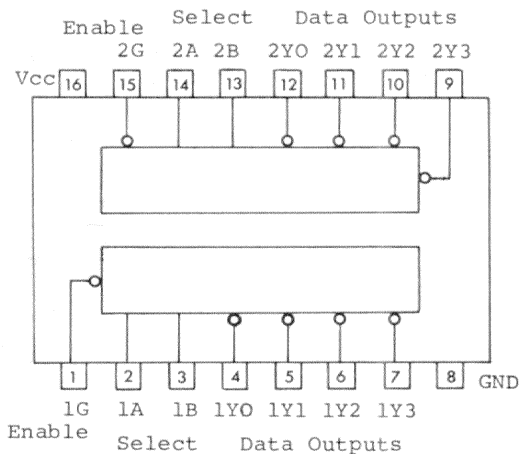 Select Data Outputs
Enable
2G 2A 2B 2Y0 2Y1 2Y2 2Y3
Vcc 16 15 14 13 12 11 10 9
1 2 3 4 5 6 7 8 GND
1G 1A 1B 1Y0 1Y1 1Y2 1Y3
Enable
Select Data Outputs